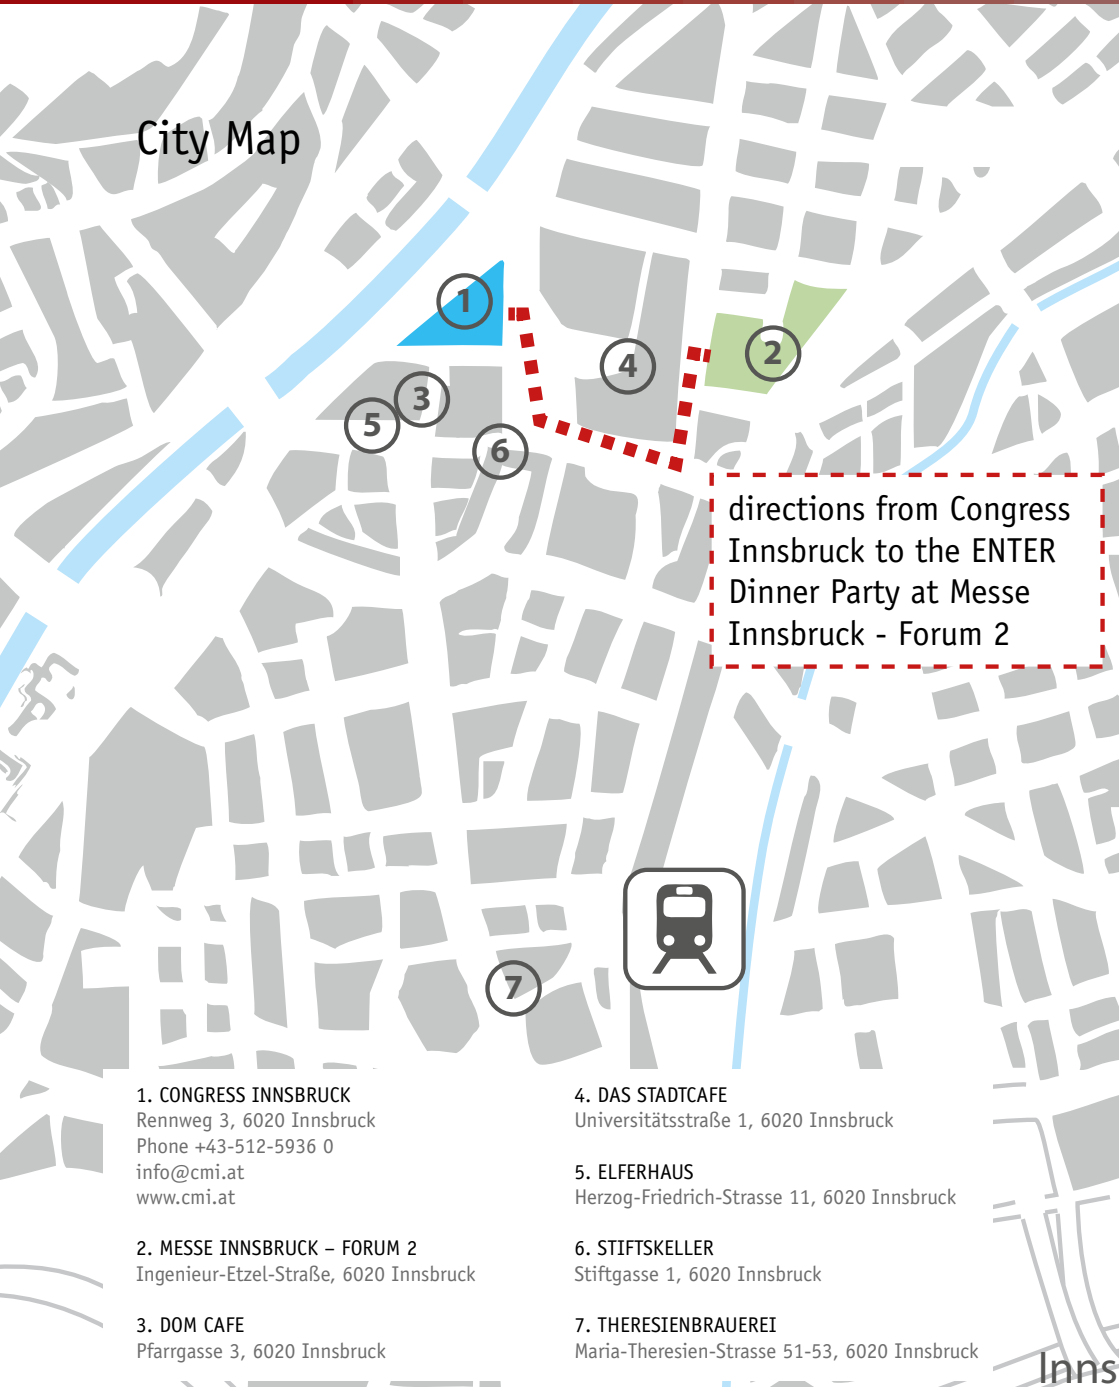 City Map
1
2
3
4
5
6
directions from Congress
Innsbruck to the ENTER
Dinner Party at Messe
Innsbruck - Forum 2
7
1. CONGRESS INNSBRUCK
Rennweg 3, 6020 Innsbruck
Phone +43-512-5936 0
info@cmi.at
www.cmi.at
2. MESSE INNSBRUCK – FORUM 2
Ingenieur-Etzel-Straße, 6020 Innsbruck
3. DOM CAFE
Pfarrgasse 3, 6020 Innsbruck
4. DAS STADTCAFE
Universitätsstraße 1, 6020 Innsbruck
5. ELFERHAUS
Herzog-Friedrich-Strasse 11, 6020 Innsbruck
6. STIFTSKELLER
Stiftgasse 1, 6020 Innsbruck
7. THERESIENBRAUEREI
Maria-Theresien-Strasse 51-53, 6020 Innsbruck
Inns